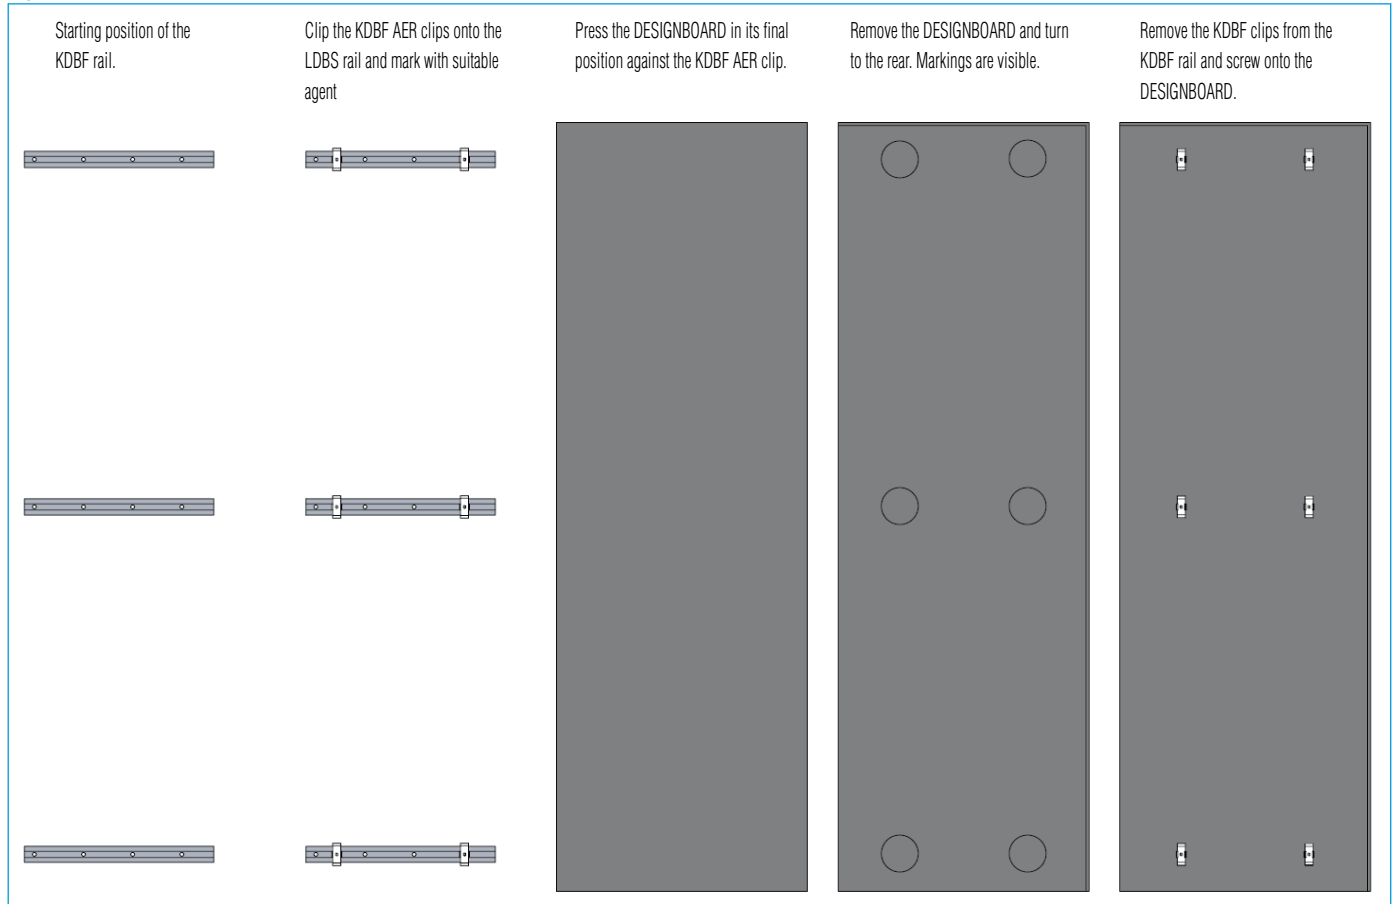 Starting position of the
KDBF rail.
Clip the KDBF AER clips onto the
LDBS rail and mark with suitable
agent
Press the DESIGNBOARD in its final
position against the KDBF AER clip.
Remove the DESIGNBOARD and turn
to the rear. Markings are visible.
Remove the KDBF clips from the
KDBF rail and screw onto the
DESIGNBOARD.